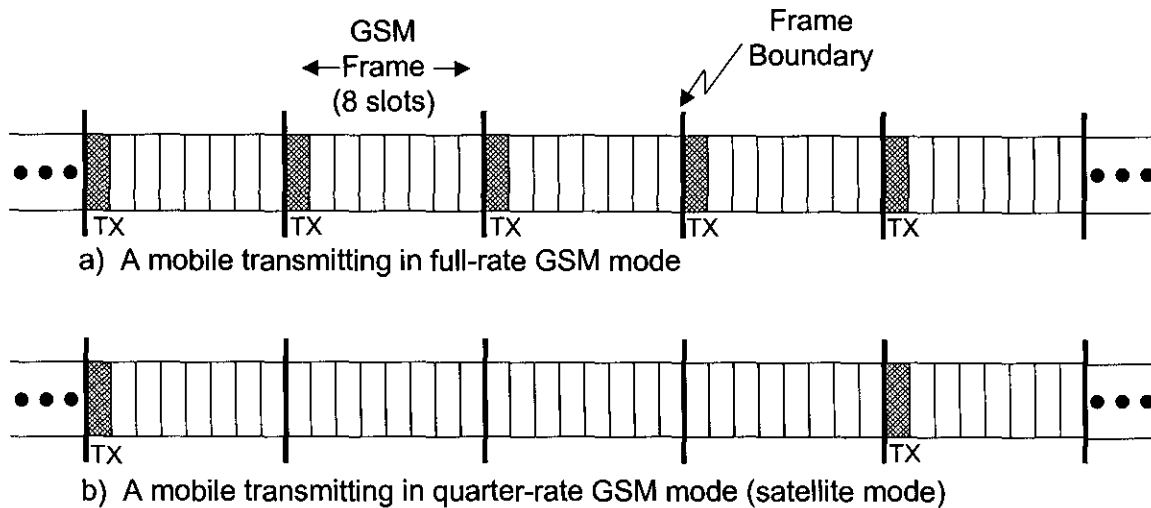 GSM
Frame
(8 slots)
Frame
Boundary
TX TX TX TX TX
a) A mobile transmitting in full-rate GSM mode
TX TX
b) A mobile transmitting in quarter-rate GSM mode (satellite mode)